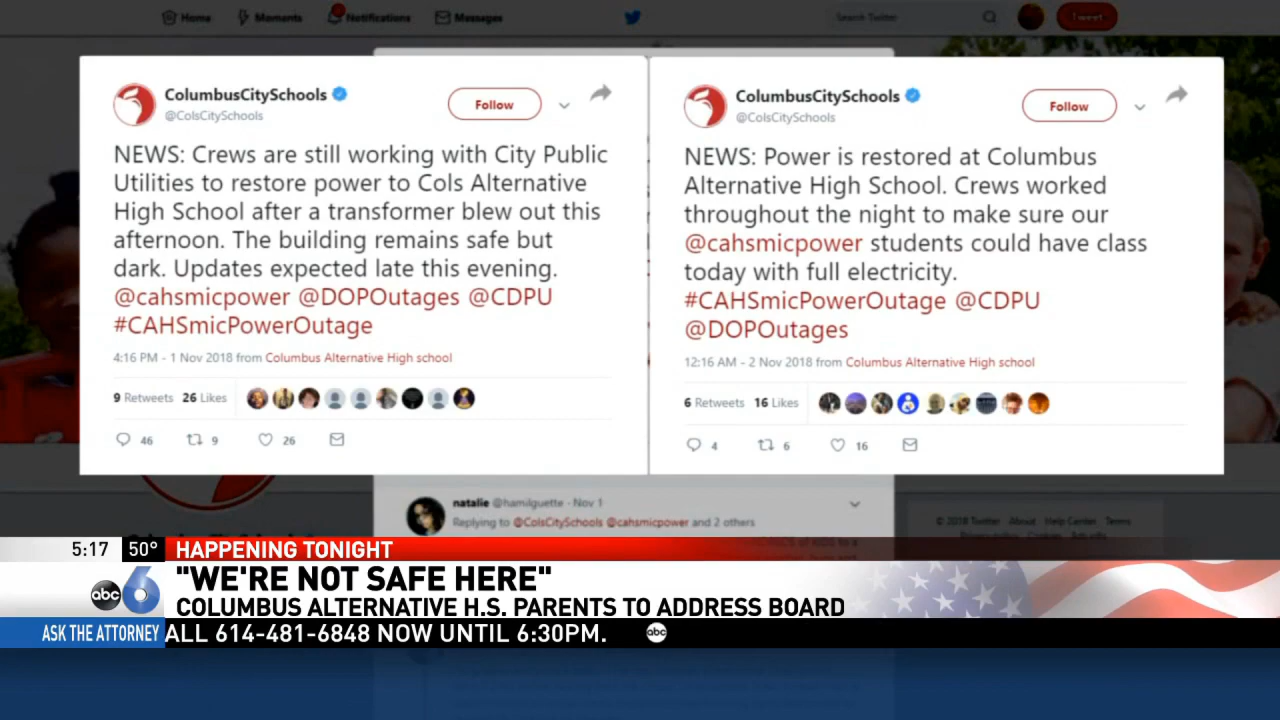 Home Moments Notifications Messages Search Twitter Tweet
ColumbusCitySchools
@ColsCitySchools
Follow
NEWS: Crews are still working with City Public
Utilities to restore power to Cols Alternative
High School after a transformer blew out this
afternoon. The building remains safe but
dark. Updates expected late this evening.
@cahsmicpower @DOPOutages @CDPU
#CAHSmicPowerOutage
4:16 PM - 1 Nov 2018 from Columbus Alternative High school
9 Retweets 26 Likes
46 9 26
ColumbusCitySchools
@ColsCitySchools
Follow
NEWS: Power is restored at Columbus
Alternative High School. Crews worked
throughout the night to make sure our
@cahsmicpower students could have class
today with full electricity.
#CAHSmicPowerOutage @CDPU
@DOPOutages
12:16 AM - 2 Nov 2018 from Columbus Alternative High school
6 Retweets 16 Likes
4 6 16
natalie @hamilguette - Nov 1
Replying to @ColsCitySchools @cahsmicpower and 2 others
© 2018 Twitter About Help Center Terms
5:17 50° HAPPENING TONIGHT
abc 6 "WE'RE NOT SAFE HERE"
COLUMBUS ALTERNATIVE H.S. PARENTS TO ADDRESS BOARD
ASK THE ATTORNEY ALL 614-481-6848 NOW UNTIL 6:30PM. abc